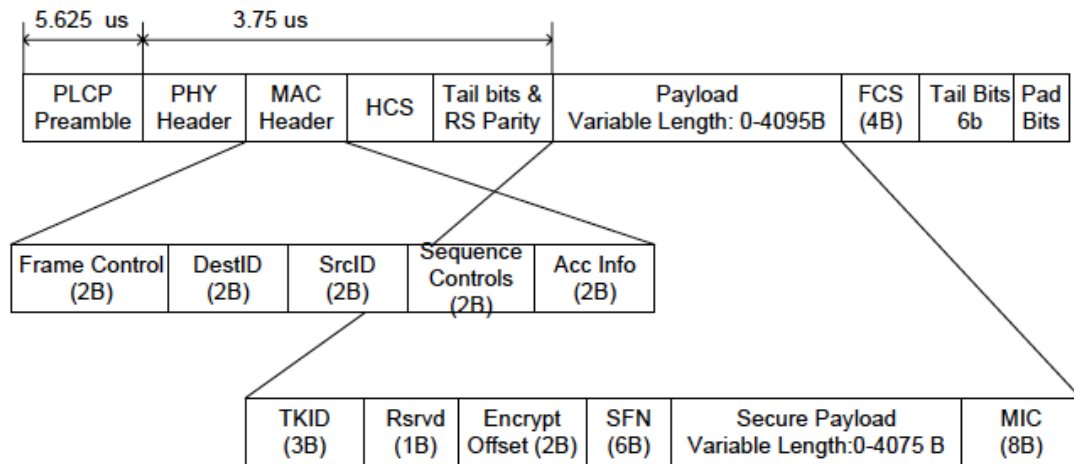 5.625 us
3.75 us
PLCP
Preamble
PHY
Header
MAC
Header
HCS
Tail bits &
RS Parity
Payload
Variable Length: 0-4095B
FCS
(4B)
Tail Bits
6b
Pad
Bits
Frame Control
(2B)
DestID
(2B)
SrcID
(2B)
Sequence
Controls
(2B)
Acc Info
(2B)
TKID
(3B)
Rsrvd
(1B)
Encrypt
Offset (2B)
SFN
(6B)
Secure Payload
Variable Length:0-4075 B
MIC
(8B)